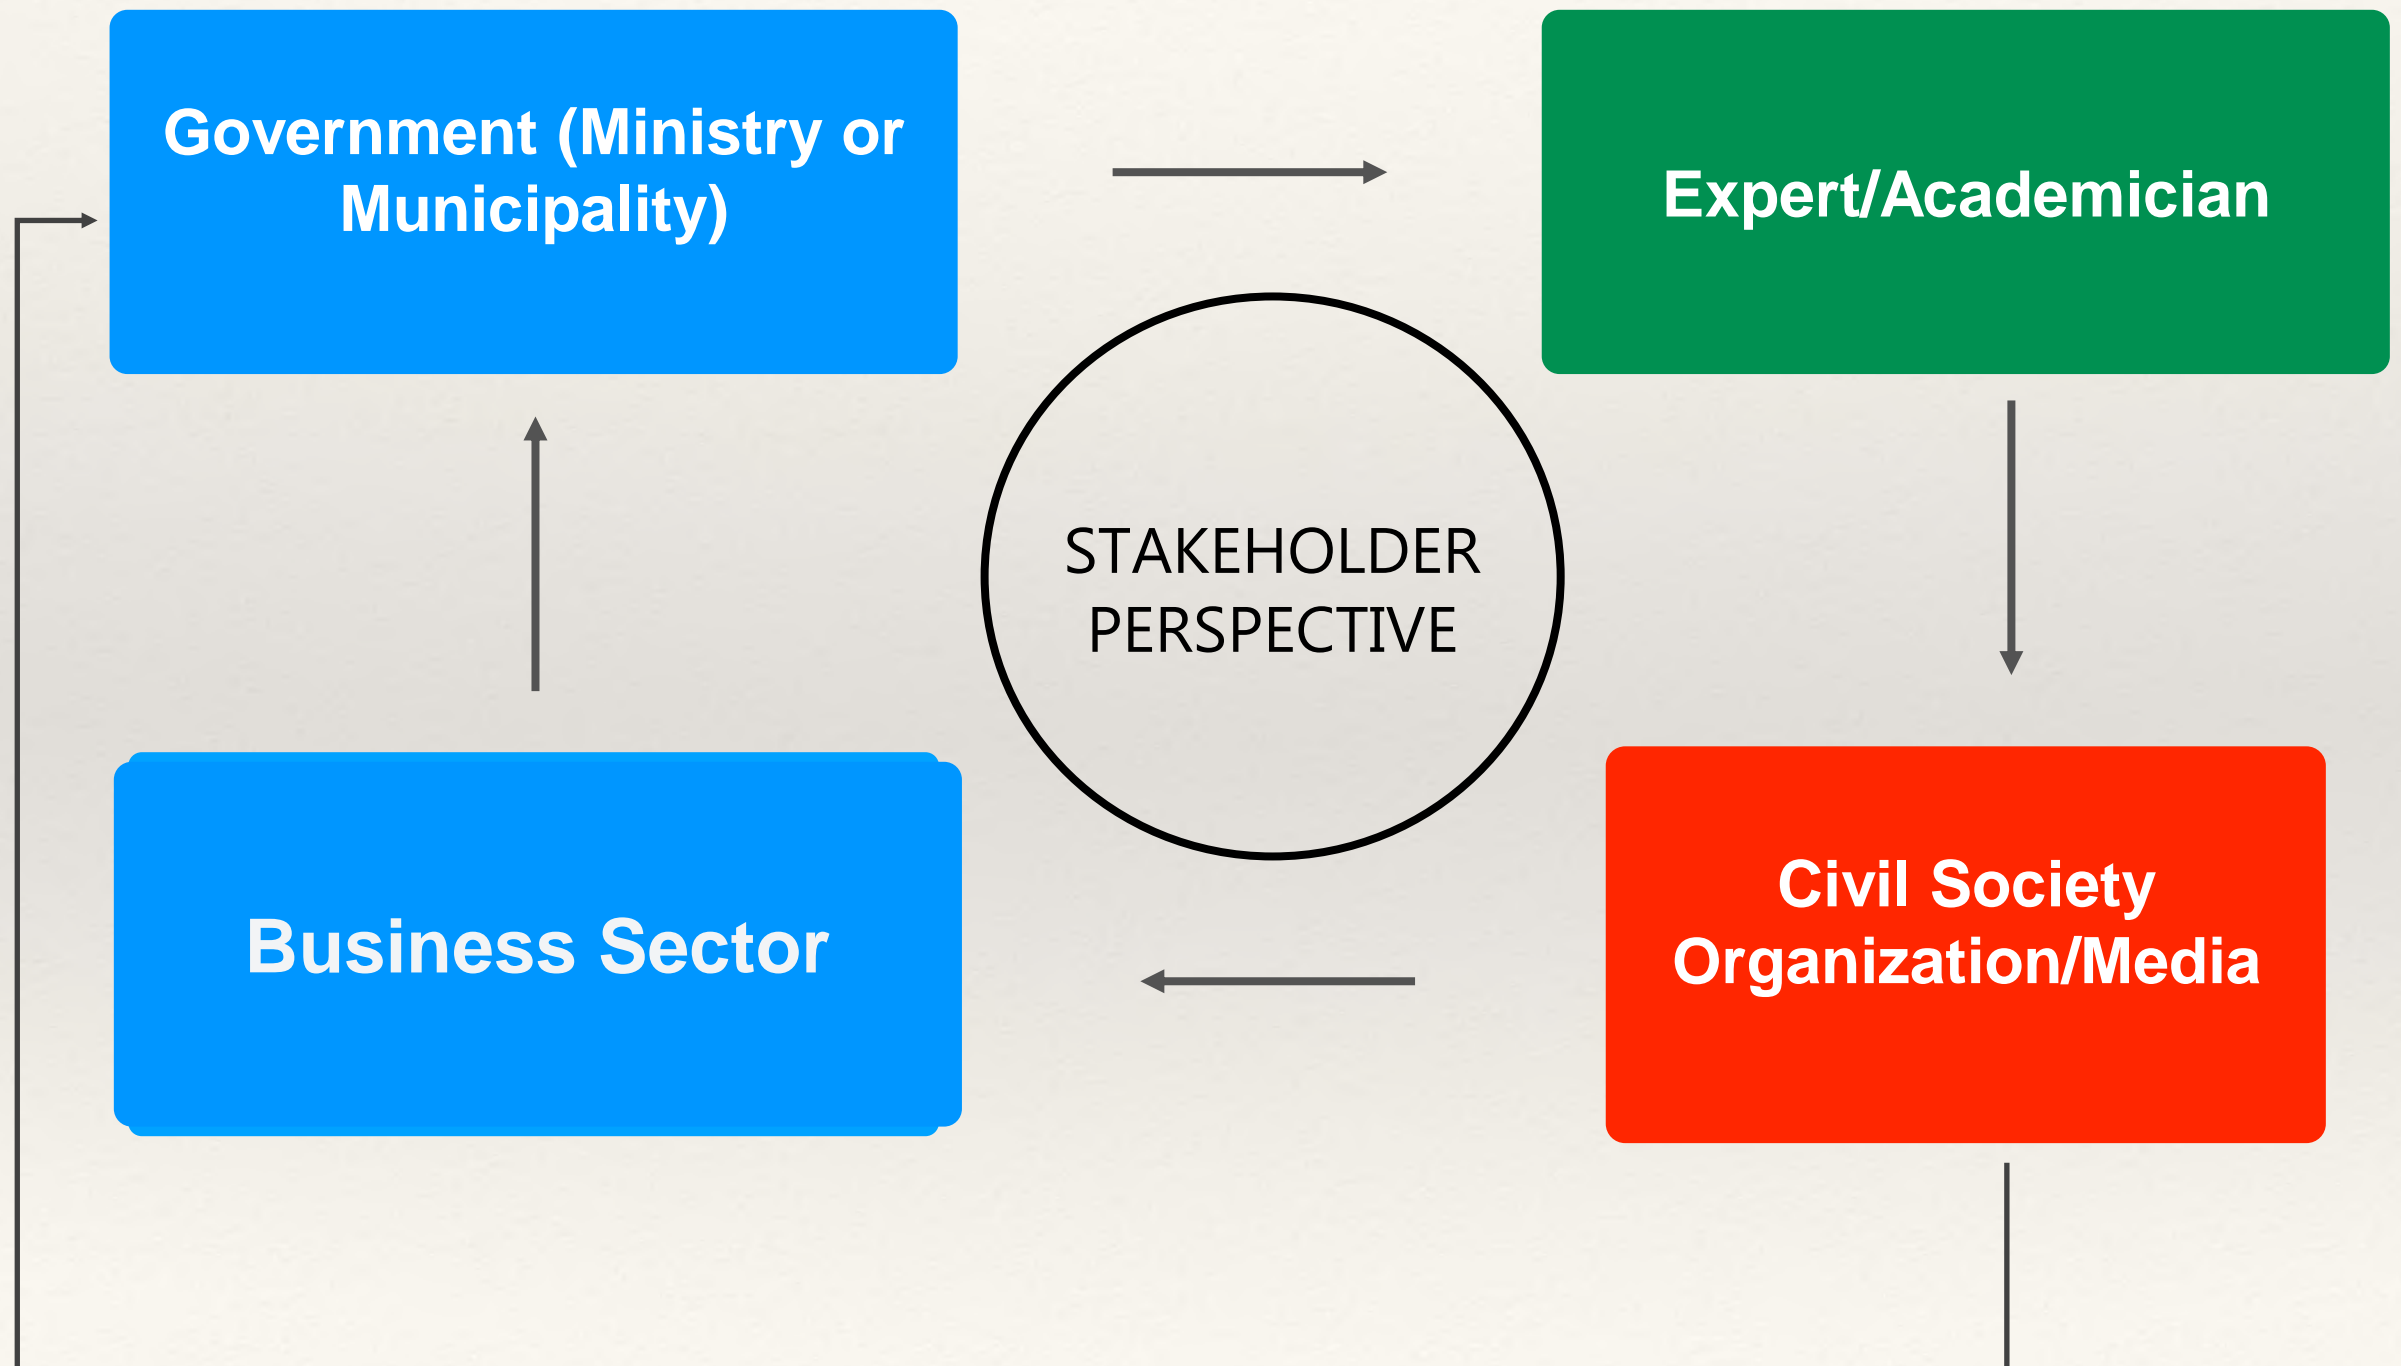 Government (Ministry or
Municipality)
Expert/Academician
STAKEHOLDER
PERSPECTIVE
Business Sector
Civil Society
Organization/Media